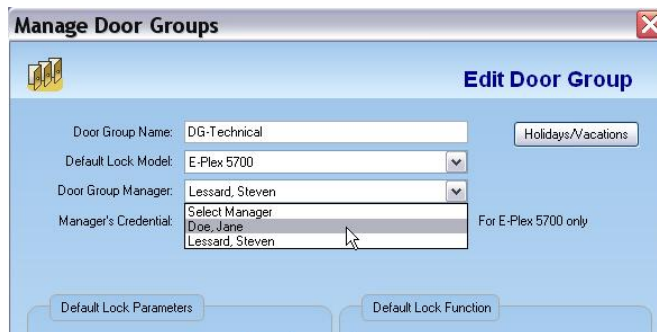 Manage Door Groups
Edit Door Group
Door Group Name: DG-Technical Holidays/Vacations
Default Lock Model: E-Plex 5700
Door Group Manager: Lessard, Steven
Select Manager
Manager's Credential: Doe, Jane For E-Plex 5700 only
Lessard, Steven
Default Lock Parameters Default Lock Function